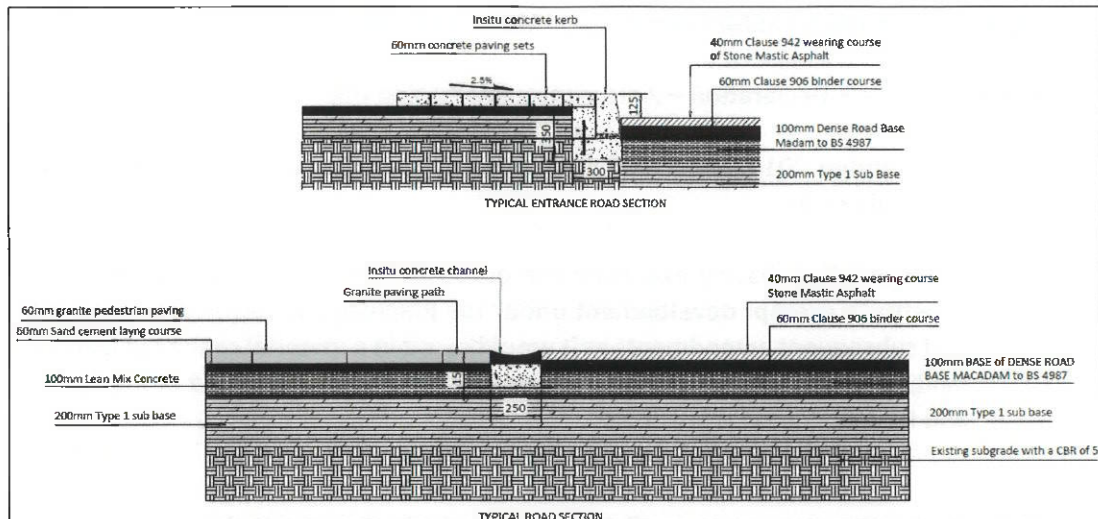 Insitu concrete kerb
60mm concrete paving sets
40mm Clause 942 wearing course
of Stone Mastic Asphalt
2.5%
60mm Clause 906 binder course
125
350
100mm Dense Road Base
Madam to BS 4987
300
200mm Type 1 Sub Base
TYPICAL ENTRANCE ROAD SECTION
Insitu concrete channel
Granite paving path
40mm Clause 942 wearing course
Stone Mastic Asphalt
60mm granite pedestrian paving
60mm Clause 906 binder course
60mm Sand cement layng course
100mm BASE of DENSE ROAD
BASE MACADAM to BS 4987
100mm Lean Mix Concrete
15
250
200mm Type 1 sub base
200mm Type 1 sub base
Existing subgrade with a CBR of 5
TYPICAL ROAD SECTION